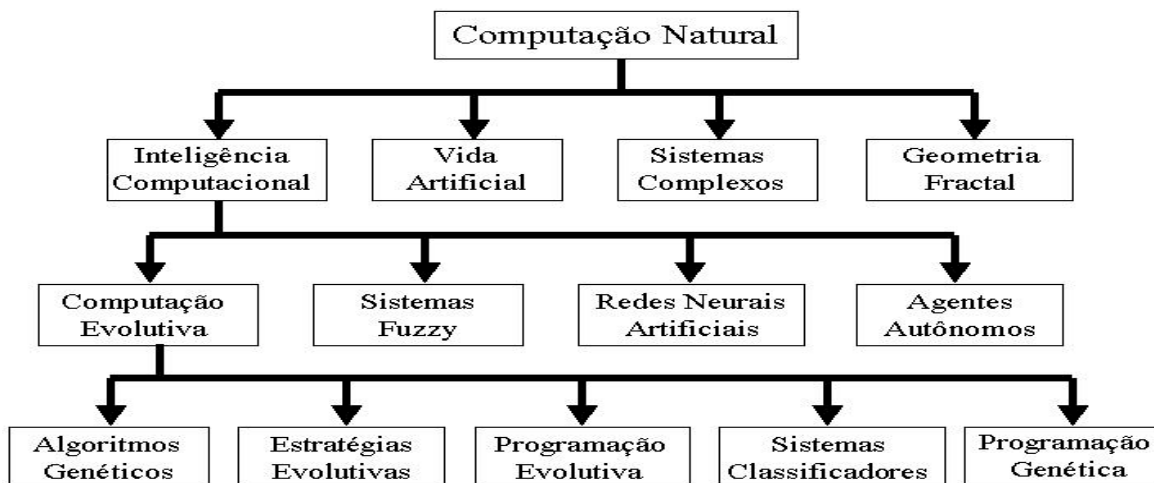 Computação Natural
Inteligência
Computacional
Vida
Artificial
Sistemas
Complexos
Geometria
Fractal
Computação
Evolutiva
Sistemas
Fuzzy
Redes Neurais
Artificiais
Agentes
Autônomos
Algoritmos
Genéticos
Estratégias
Evolutivas
Programação
Evolutiva
Sistemas
Classificadores
Programação
Genética